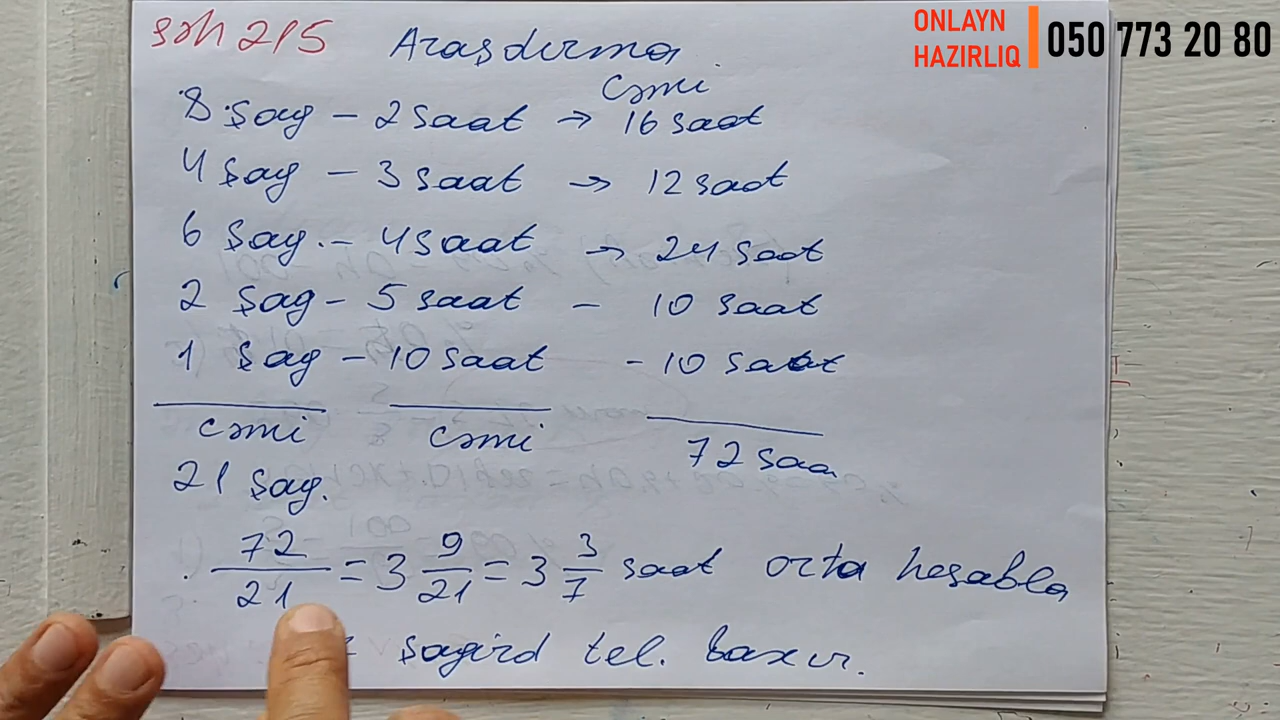 səh 215 Araşdırma
ONLAYN
HAZIRLIQ
050 773 20 80
Cəmi
8 şag - 2 saat → 16 saat
4 şag - 3 saat → 12 saat
6 şag. - 4 saat → 24 saat
2 şag - 5 saat - 10 saat
1 şag - 10 saat - 10 saat
cəmi cəmi 72 saa
21 şag.
72/21 = 3 9/21 = 3 3/7 saat orta hesabla
şagird tel. baxır.